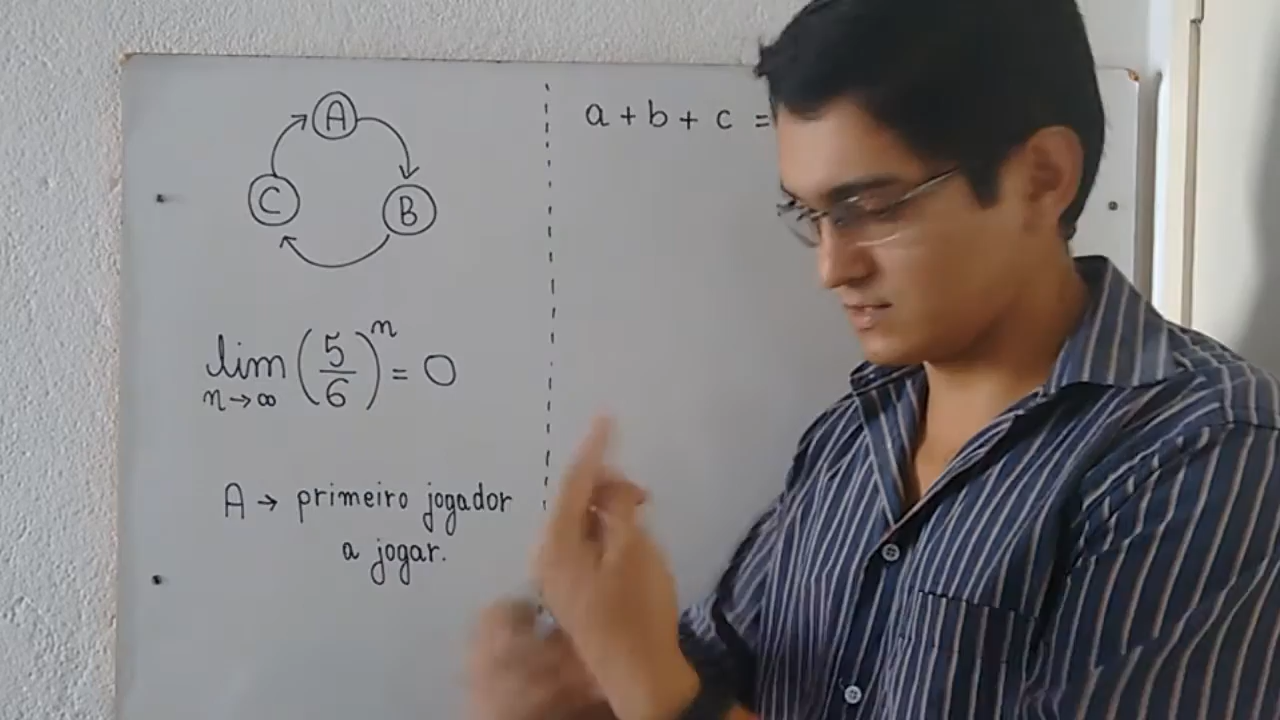 A
C
B
a + b + c =
lim (5/6)^n = 0
n→∞
A → primeiro jogador
a jogar.